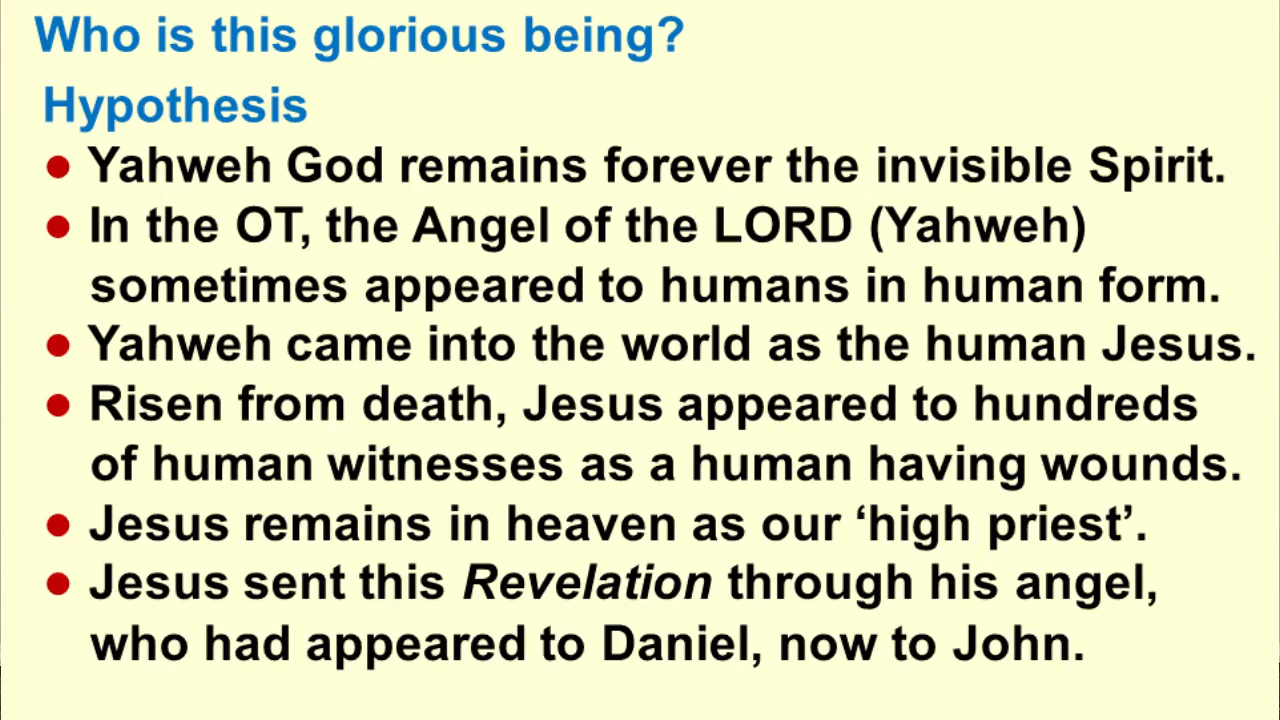 Who is this glorious being?
Hypothesis
● Yahweh God remains forever the invisible Spirit.
● In the OT, the Angel of the LORD (Yahweh)
sometimes appeared to humans in human form.
● Yahweh came into the world as the human Jesus.
● Risen from death, Jesus appeared to hundreds
of human witnesses as a human having wounds.
● Jesus remains in heaven as our ‘high priest’.
● Jesus sent this Revelation through his angel,
who had appeared to Daniel, now to John.